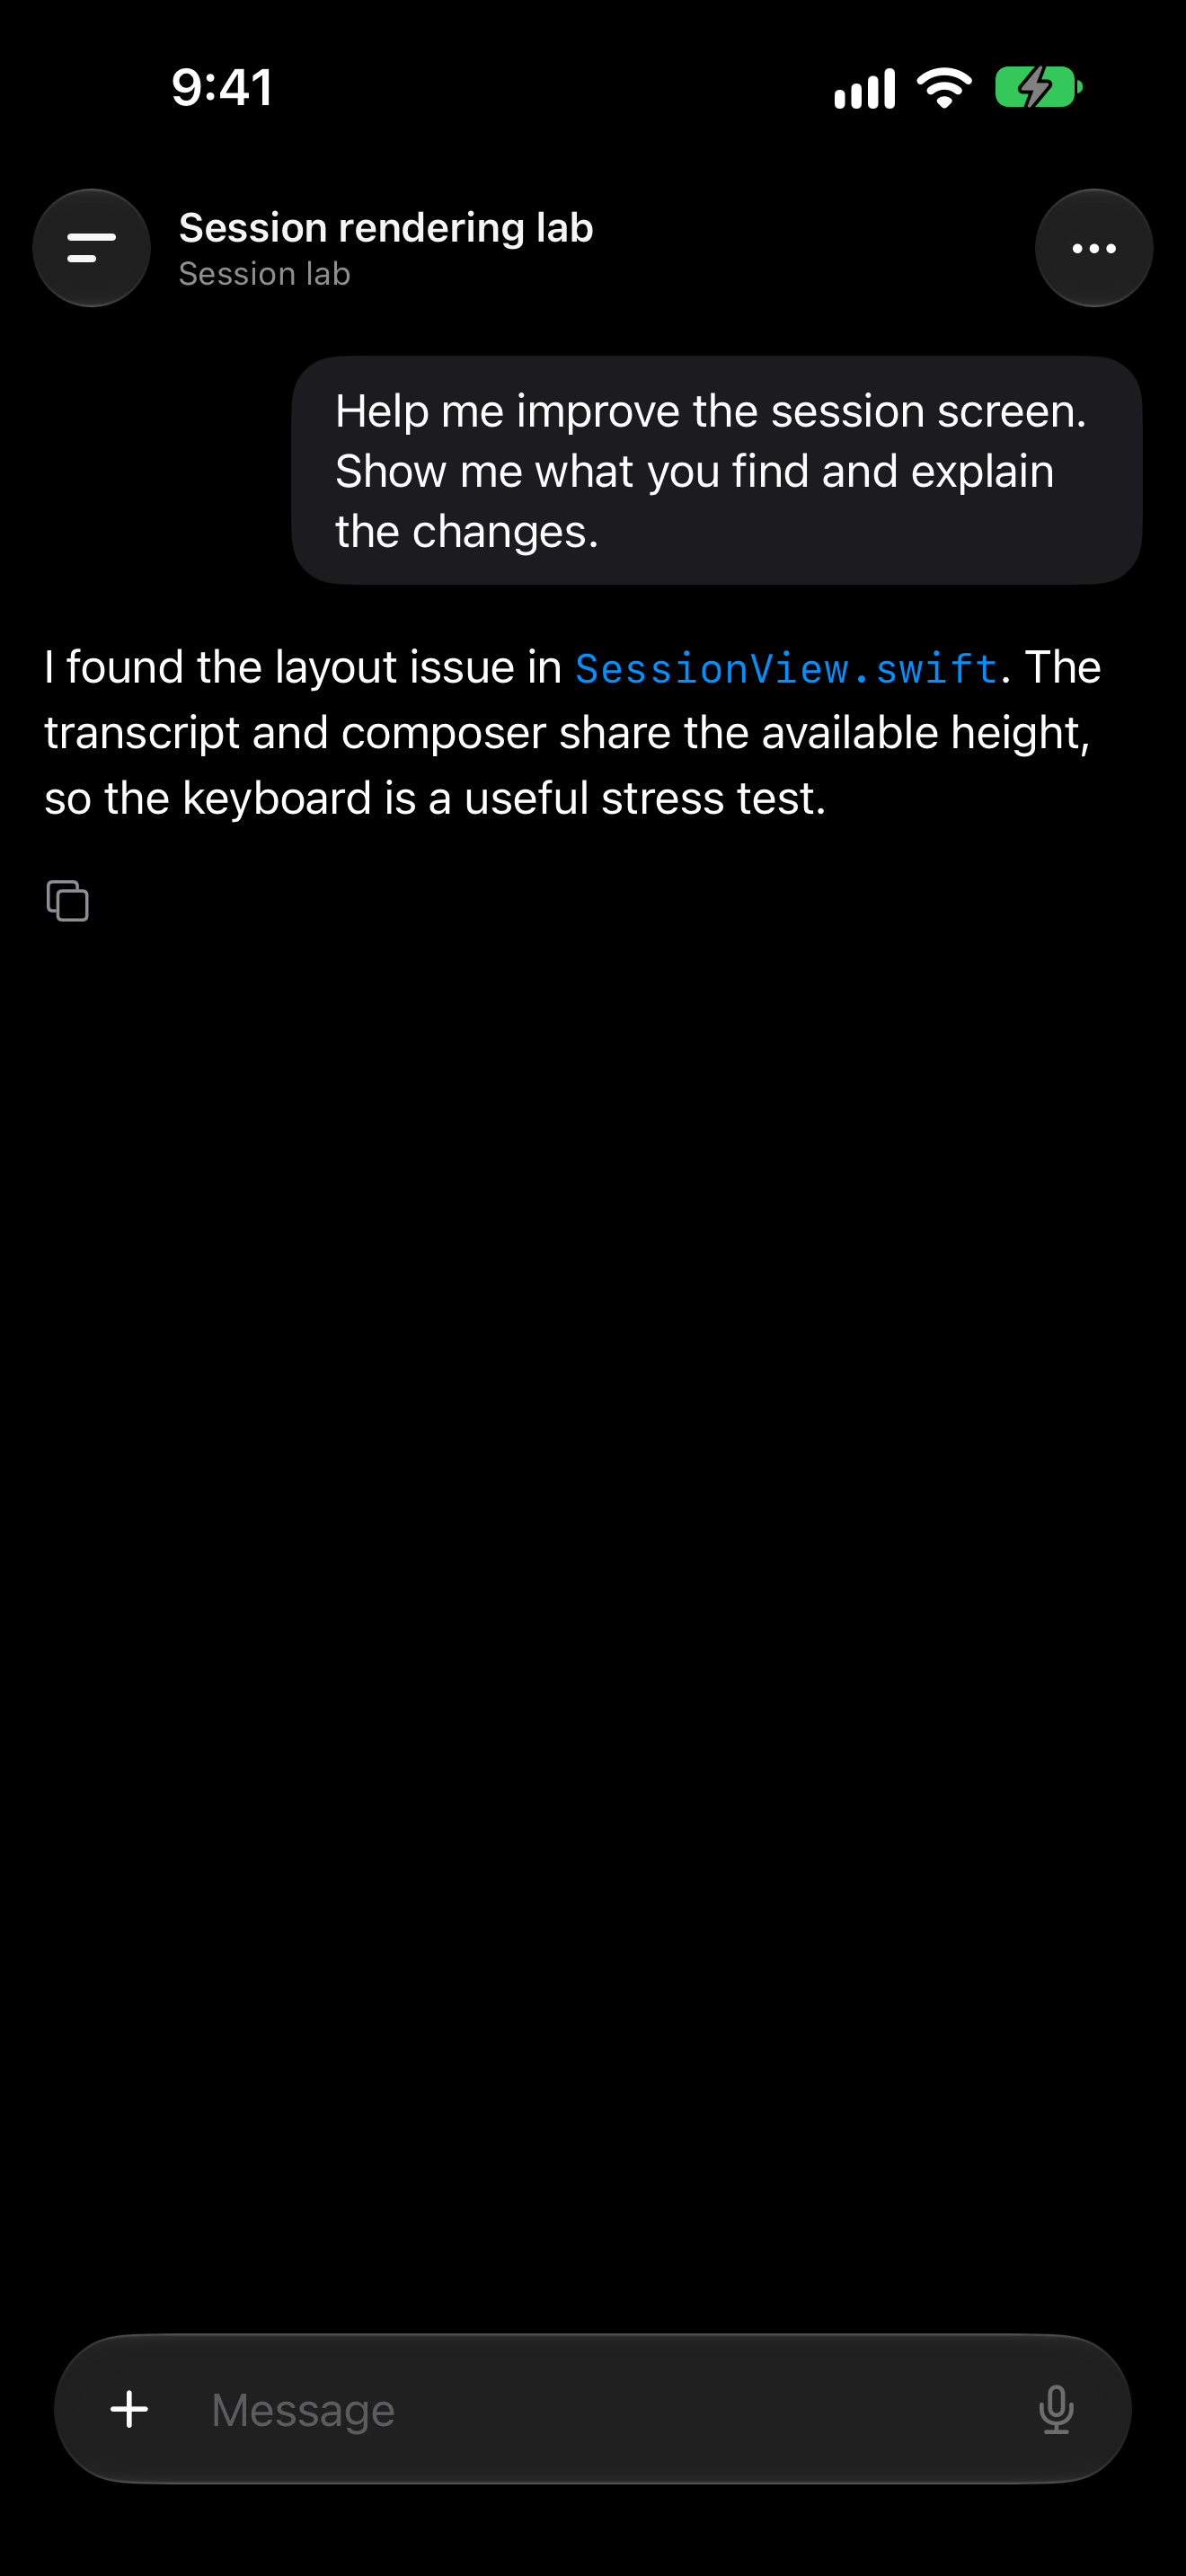 9:41
Session rendering lab
Session lab
Help me improve the session screen.
Show me what you find and explain
the changes.
I found the layout issue in SessionView.swift. The
transcript and composer share the available height,
so the keyboard is a useful stress test.
Message